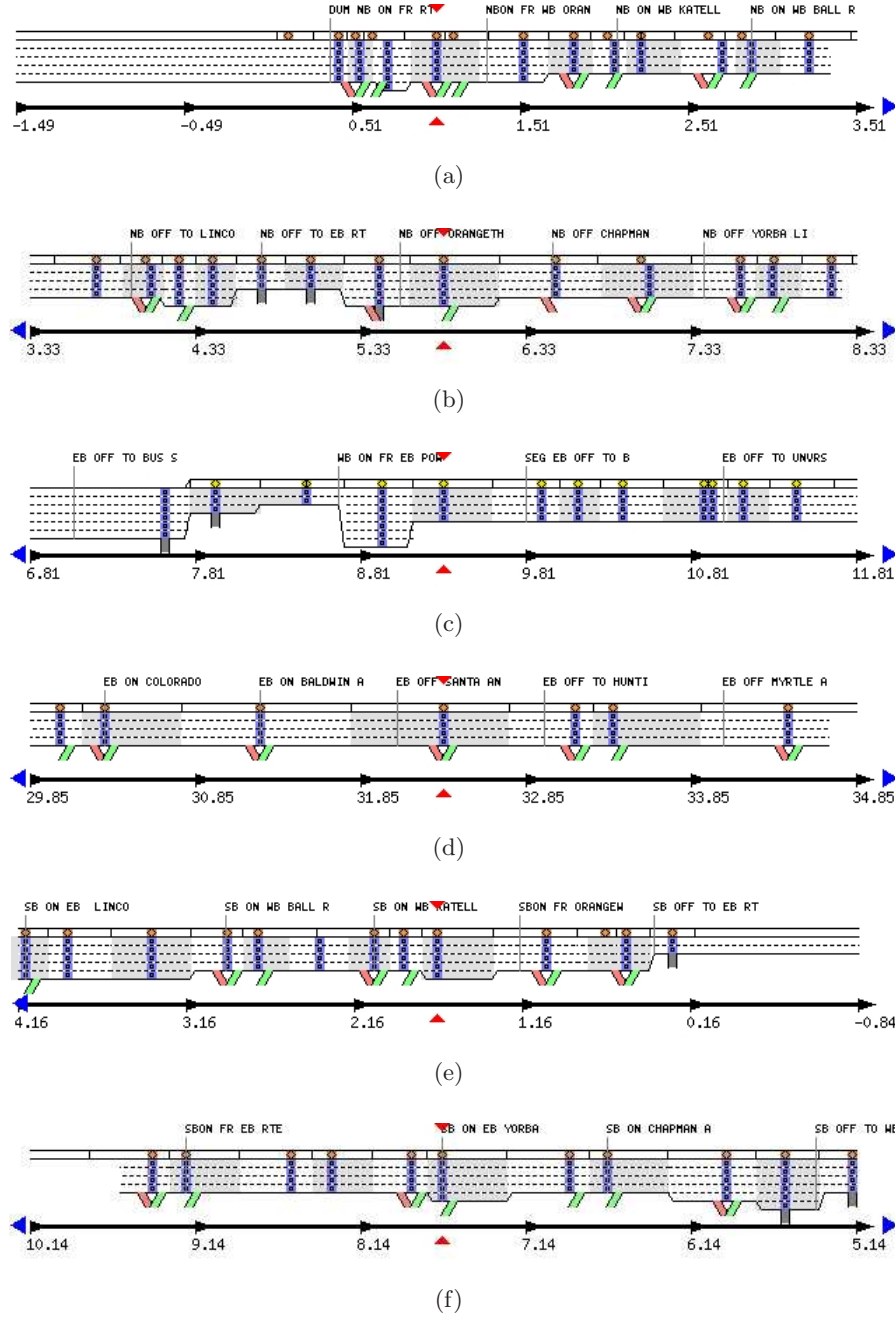 DUM NB ON FR RT NBON FR WB ORAN NB ON WB KATELL NB ON WB BALL R
-1.49 -0.49 0.51 1.51 2.51 3.51
(a)
NB OFF TO LINCO NB OFF TO EB RT NB OFF ORANGETH NB OFF CHAPMAN NB OFF YORBA LI
3.33 4.33 5.33 6.33 7.33 8.33
(b)
EB OFF TO BUS S WB ON FR EB POW SEG EB OFF TO B EB OFF TO UNVRS
6.81 7.81 8.81 9.81 10.81 11.81
(c)
EB ON COLORADO EB ON BALDWIN A EB OFF SANTA AN EB OFF TO HUNTI EB OFF MYRTLE A
29.85 30.85 31.85 32.85 33.85 34.85
(d)
SB ON EB LINCO SB ON WB BALL R SB ON WB KATELL SBON FR ORANGEW SB OFF TO EB RT
4.16 3.16 2.16 1.16 0.16 -0.84
(e)
SBON FR EB RTE SB ON EB YORBA SB ON CHAPMAN A SB OFF TO WE
10.14 9.14 8.14 7.14 6.14 5.14
(f)